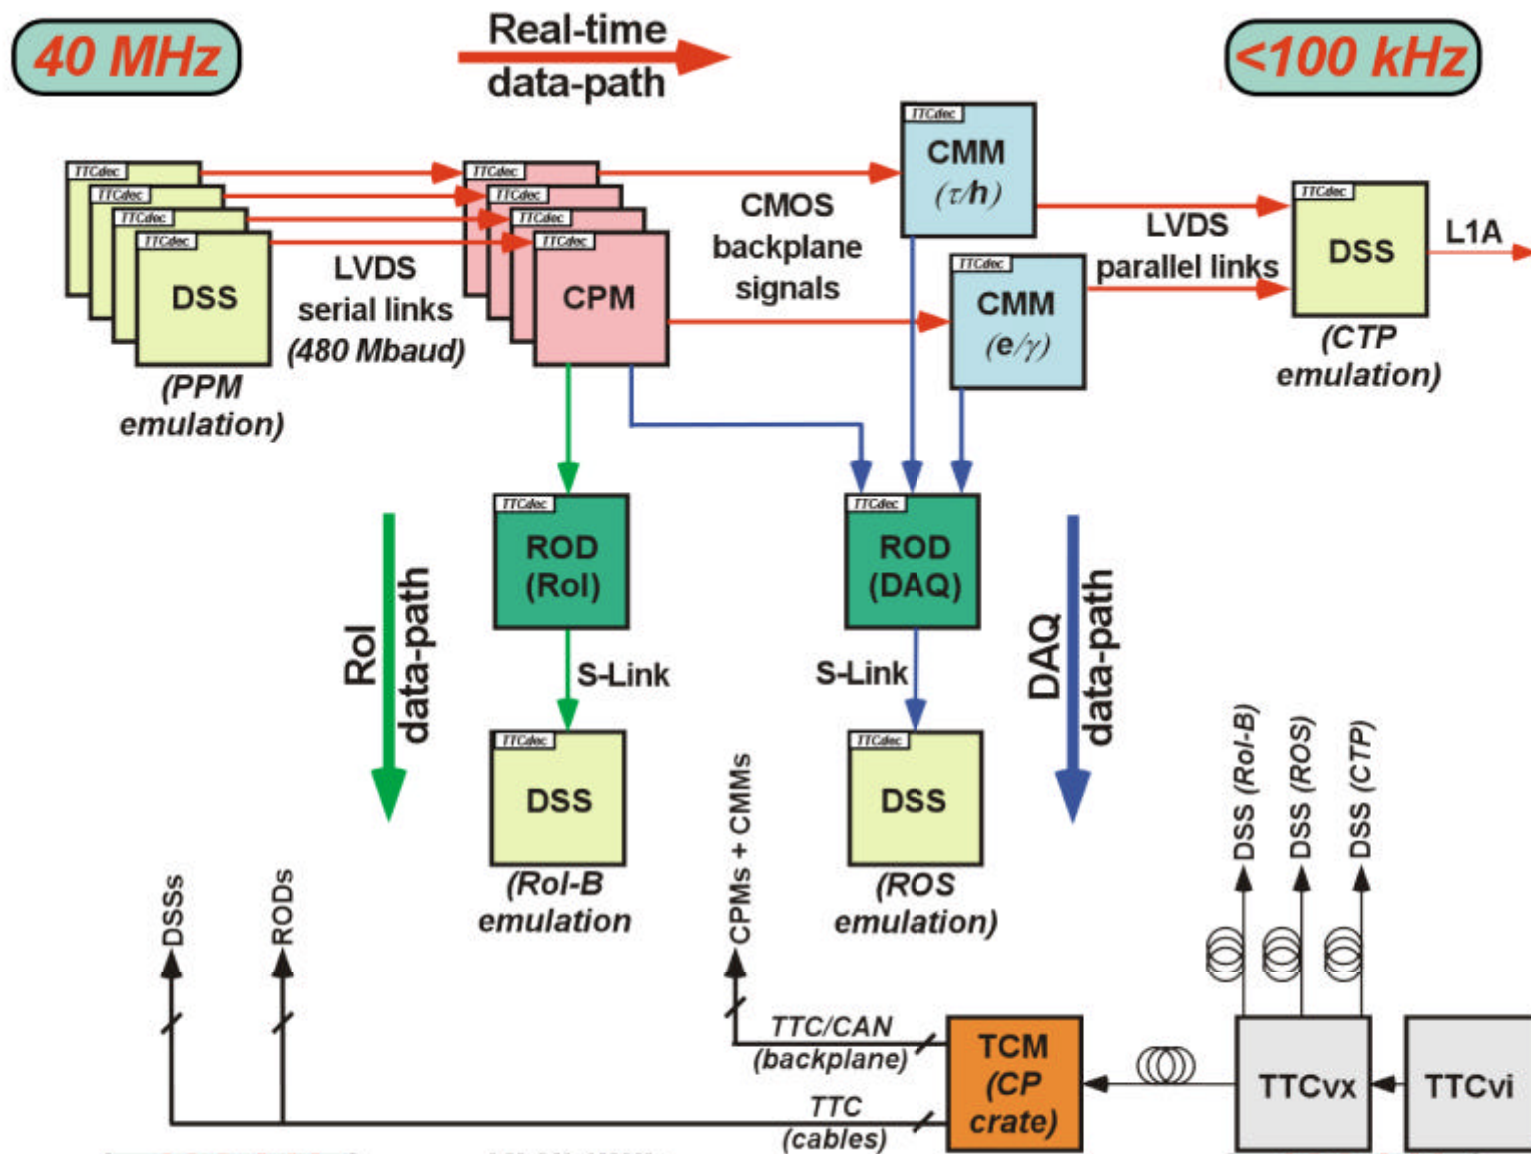 40 MHz
Real-time
data-path
<100 kHz
TTCdec
TTCdec
TTCdec
TTCdec
DSS
(PPM
emulation)
LVDS
serial links
(480 Mbaud)
TTCdec
TTCdec
TTCdec
TTCdec
CPM
CMOS
backplane
signals
TTCdec
CMM
(τ/h)
TTCdec
CMM
(e/γ)
LVDS
parallel links
TTCdec
DSS
(CTP
emulation)
L1A
RoI
data-path
TTCdec
ROD
(RoI)
S-Link
TTCdec
DSS
(RoI-B
emulation
TTCdec
ROD
(DAQ)
S-Link
TTCdec
DSS
(ROS
emulation)
DAQ
data-path
DSSs
RODs
CPMs + CMMs
DSS (RoI-B)
DSS (ROS)
DSS (CTP)
TTC/CAN
(backplane)
TTC
(cables)
TCM
(CP
crate)
TTCvx
TTCvi